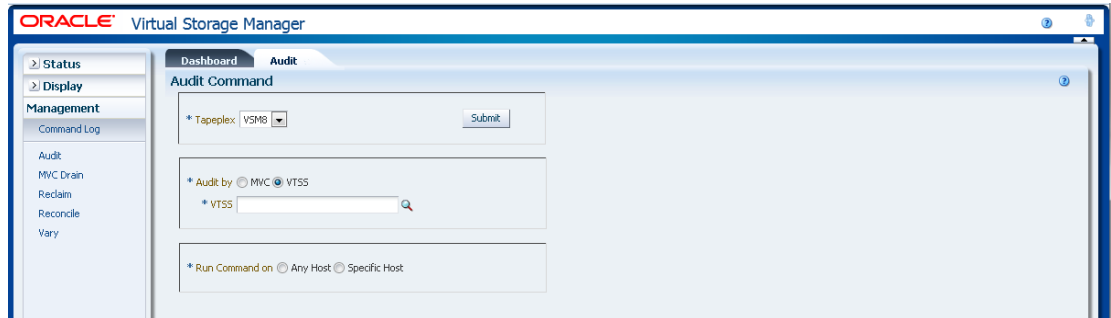 ORACLE Virtual Storage Manager
Status
Display
Management
Command Log
Audit
MVC Drain
Reclaim
Reconcile
Vary
Dashboard Audit
Audit Command
* Tapeplex VSM8 Submit
* Audit by MVC VTSS
* VTSS
* Run Command on Any Host Specific Host